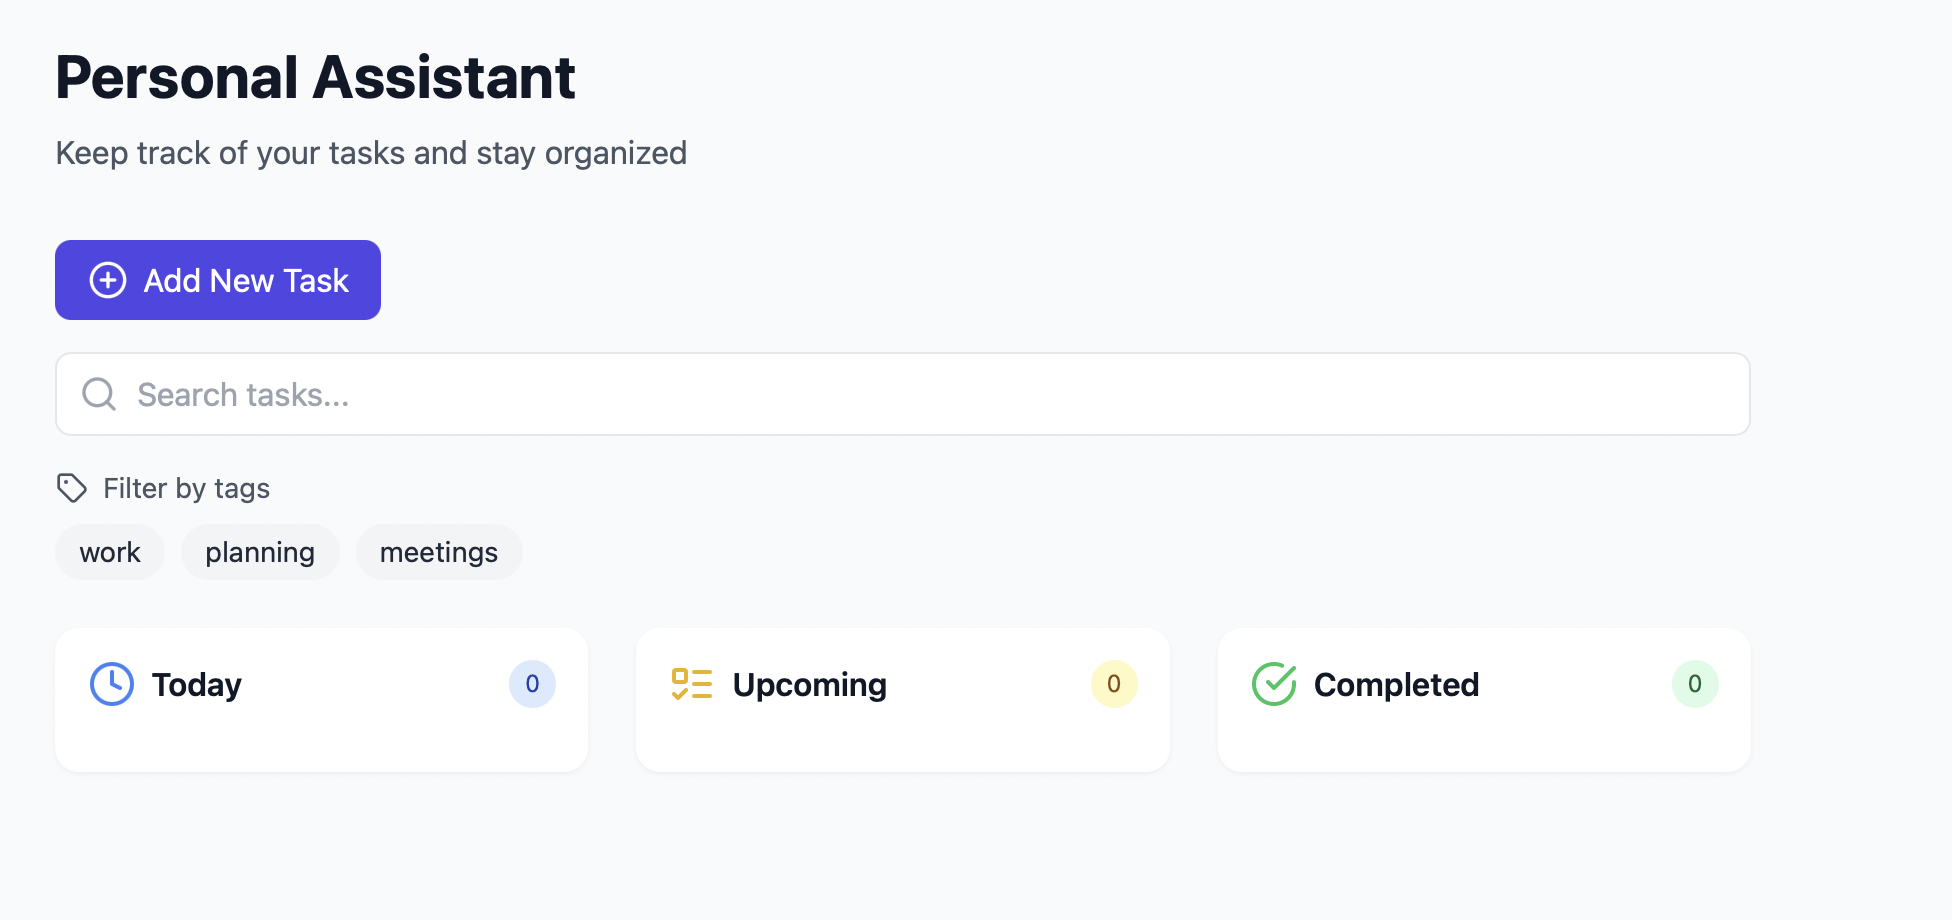 Personal Assistant
Keep track of your tasks and stay organized
Add New Task
Search tasks...
Filter by tags
work planning meetings
Today 0 Upcoming 0 Completed 0